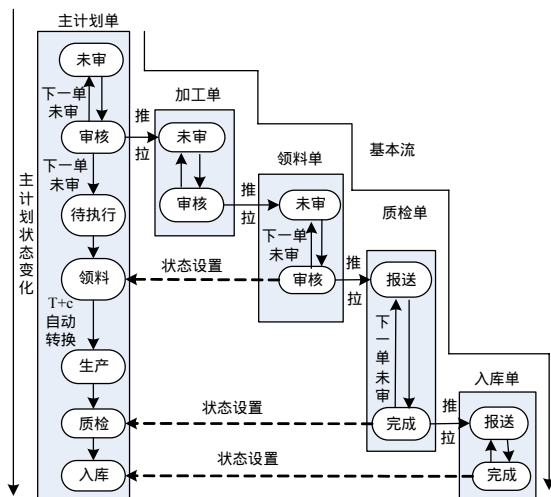 主计划单
未审
下一单
未审
审核
下一单
未审
待执行
领料
T+c
自动
转换
生产
质检
入库
主计划状态变化
推
拉
加工单
未审
审核
推
拉
领料单
未审
下一单
未审
审核
推
拉
基本流
质检单
报送
下一单未审
完成
推
拉
入库单
报送
完成
状态设置
状态设置
状态设置